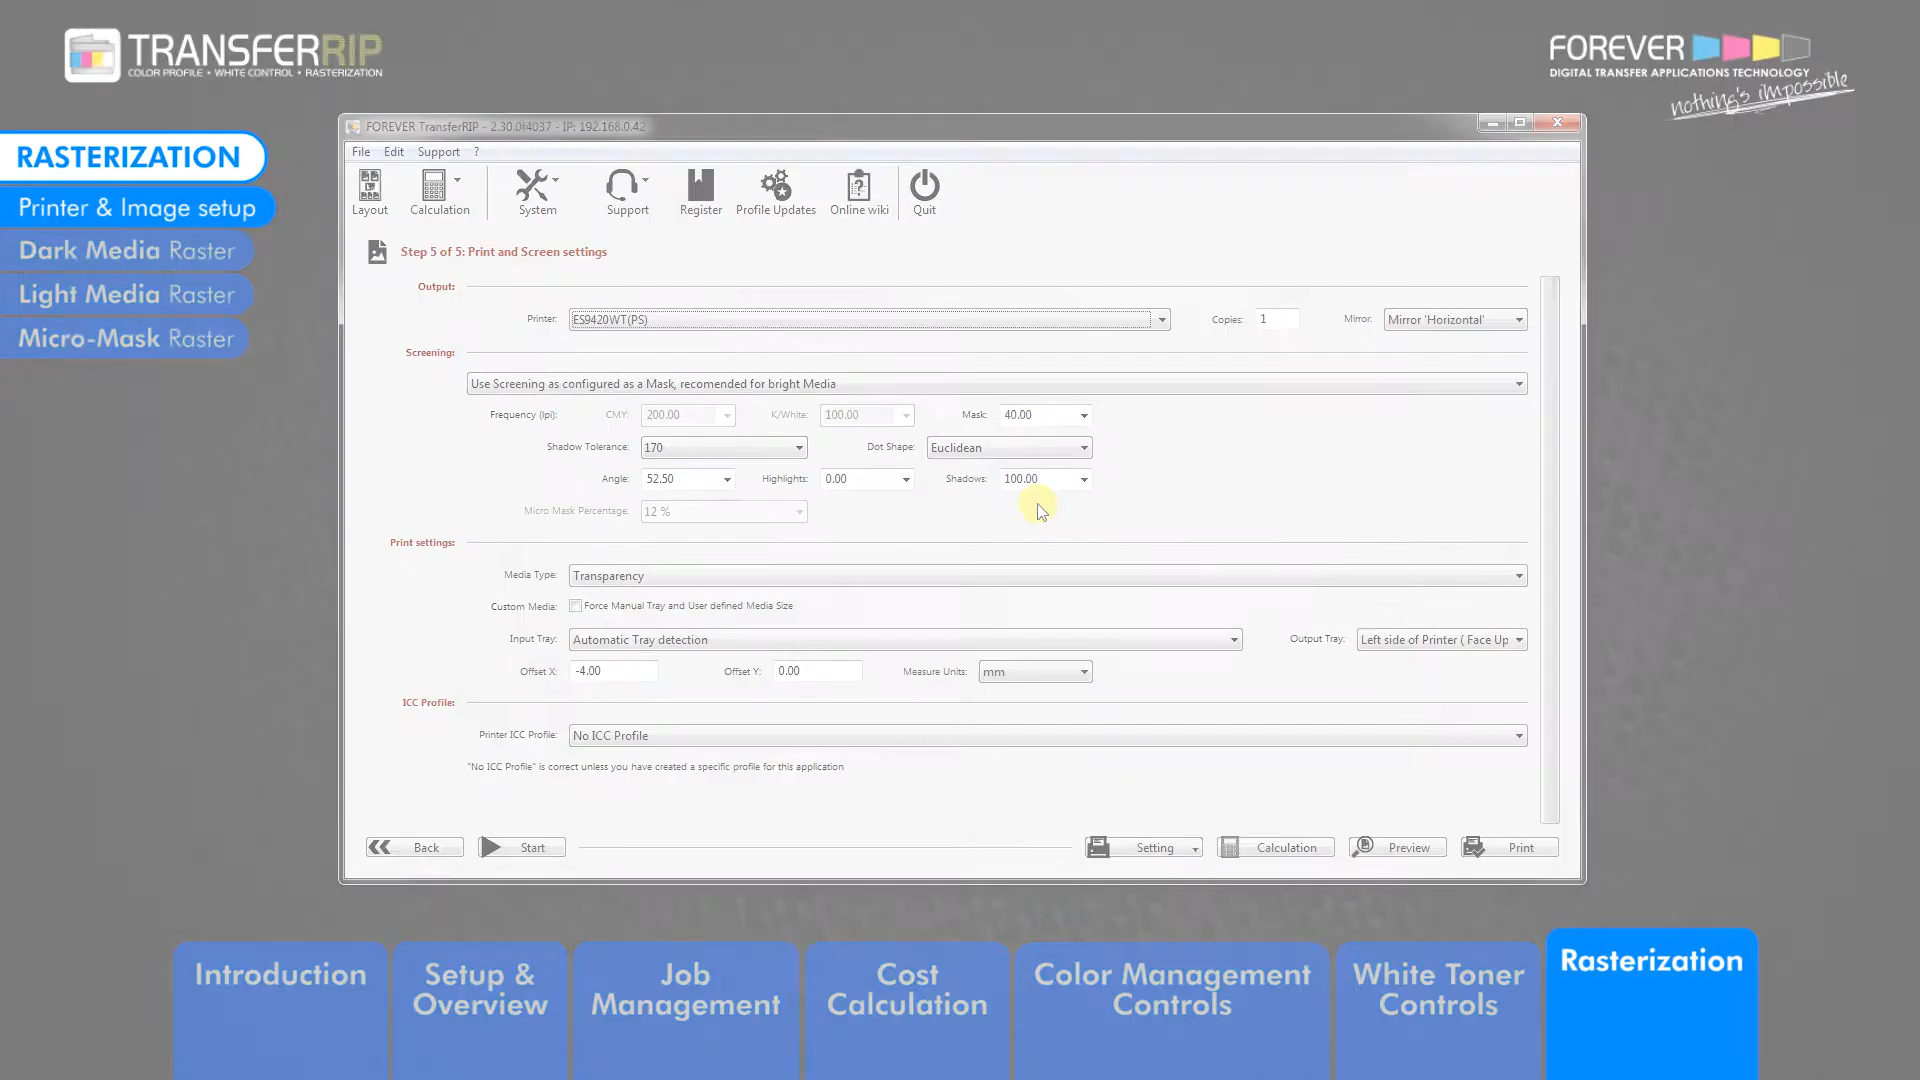 TRANSFERRIP
COLOR PROFILE • WHITE CONTROL • RASTERIZATION
FOREVER
DIGITAL TRANSFER APPLICATIONS TECHNOLOGY
nothing's impossible
RASTERIZATION
Printer & Image setup
Dark Media Raster
Light Media Raster
Micro-Mask Raster
FOREVER TransferRIP - 2.30.0f4037 - IP: 192.168.0.42
File Edit Support ?
Layout Calculation System Support Register Profile Updates Online wiki Quit
Step 5 of 5: Print and Screen settings
Output:
Printer: ES9420WT(PS) Copies: 1 Mirror: Mirror 'Horizontal'
Screening:
Use Screening as configured as a Mask, recomended for bright Media
Frequency (lpi): CMY: 200.00 K/White: 100.00 Mask: 40.00
Shadow Tolerance: 170 Dot Shape: Euclidean
Angle: 52.50 Highlights: 0.00 Shadows: 100.00
Micro Mask Percentage: 12 %
Print settings:
Media Type: Transparency
Custom Media: Force Manual Tray and User defined Media Size
Input Tray: Automatic Tray detection Output Tray: Left side of Printer ( Face Up
Offset X: -4.00 Offset Y: 0.00 Measure Units: mm
ICC Profile:
Printer ICC Profile: No ICC Profile
"No ICC Profile" is correct unless you have created a specific profile for this application
Back Start Setting Calculation Preview Print
Introduction
Setup &
Overview
Job
Management
Cost
Calculation
Color Management
Controls
White Toner
Controls
Rasterization